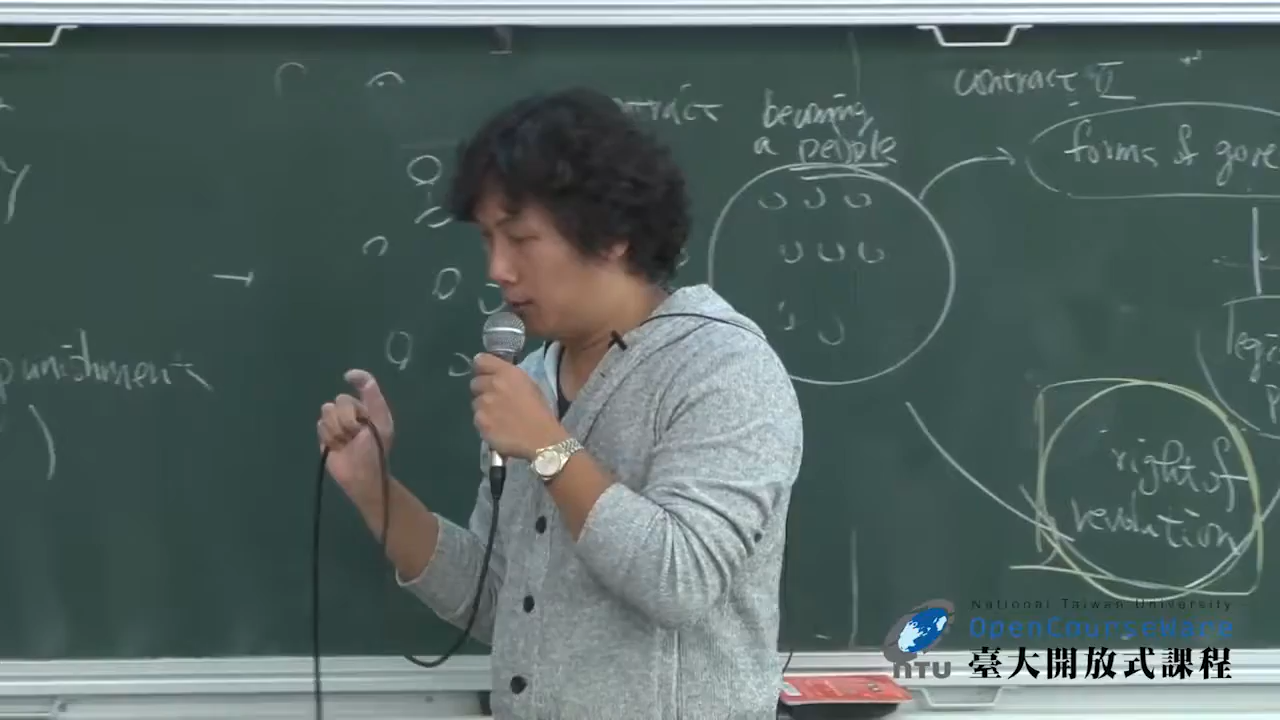 contract II
becoming
a people
forms of gove
punishment
right of
revolution
National Taiwan University
OpenCourseWare
NTU
臺大開放式課程